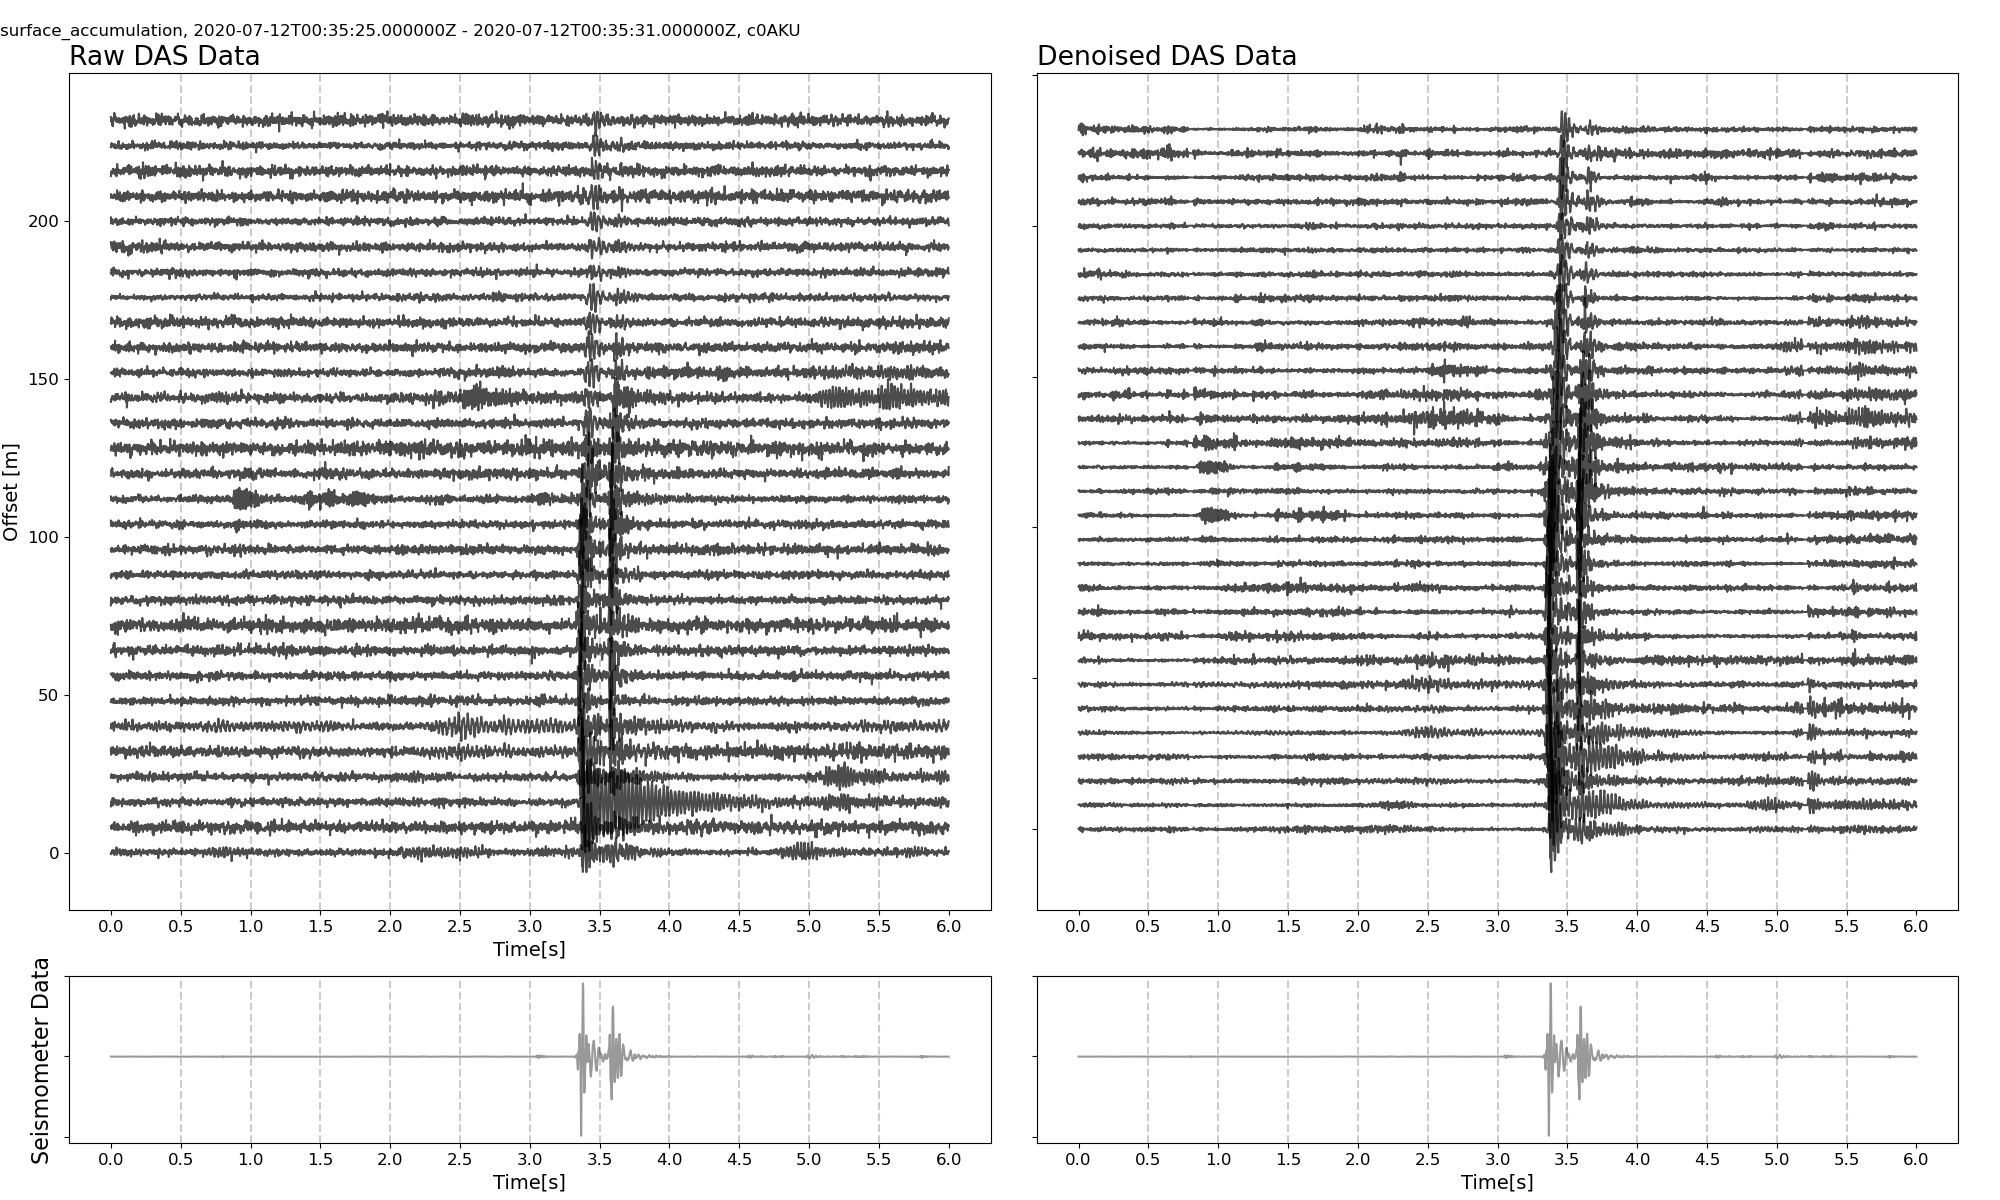 surface_accumulation, 2020-07-12T00:35:25.000000Z - 2020-07-12T00:35:31.000000Z, c0AKU
Raw DAS Data
Denoised DAS Data
Offset [m]
200
150
100
50
0
0.0 0.5 1.0 1.5 2.0 2.5 3.0 3.5 4.0 4.5 5.0 5.5 6.0
0.0 0.5 1.0 1.5 2.0 2.5 3.0 3.5 4.0 4.5 5.0 5.5 6.0
Time[s]
Seismometer Data
0.0 0.5 1.0 1.5 2.0 2.5 3.0 3.5 4.0 4.5 5.0 5.5 6.0
0.0 0.5 1.0 1.5 2.0 2.5 3.0 3.5 4.0 4.5 5.0 5.5 6.0
Time[s]
Time[s]